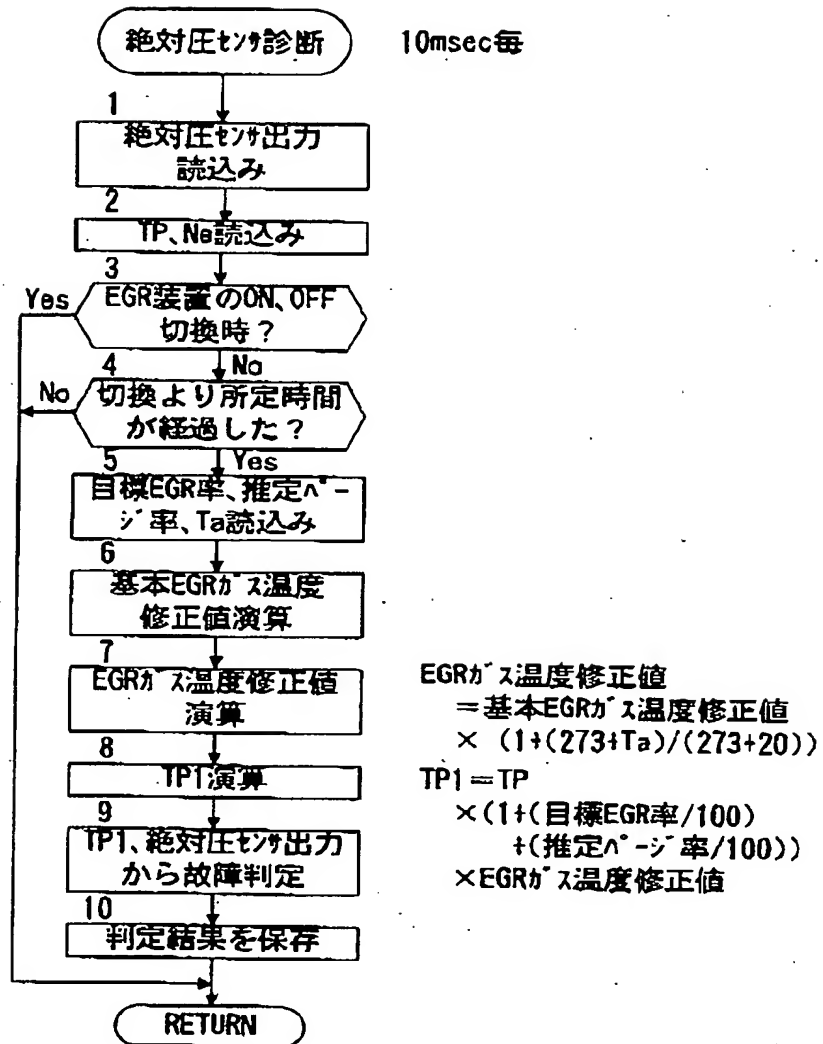 絶対圧ｾﾝｻ診断
10msec毎
1
絶対圧ｾﾝｻ出力
読込み
2
TP、Ne読込み
3
EGR装置のON、OFF
切換時？
Yes
No
4
切換より所定時間
が経過した？
No
Yes
5
目標EGR率、推定ﾊﾟｰ
ｼﾞ率、Ta読込み
6
基本EGRｶﾞｽ温度
修正値演算
7
EGRｶﾞｽ温度修正値
演算
EGRｶﾞｽ温度修正値
＝基本EGRｶﾞｽ温度修正値
× (1+(273+Ta)/(273+20))
8
TP1演算
TP1＝TP
×(1+(目標EGR率/100)
+(推定ﾊﾟｰｼﾞ率/100))
×EGRｶﾞｽ温度修正値
9
TP1、絶対圧ｾﾝｻ出力
から故障判定
10
判定結果を保存
RETURN